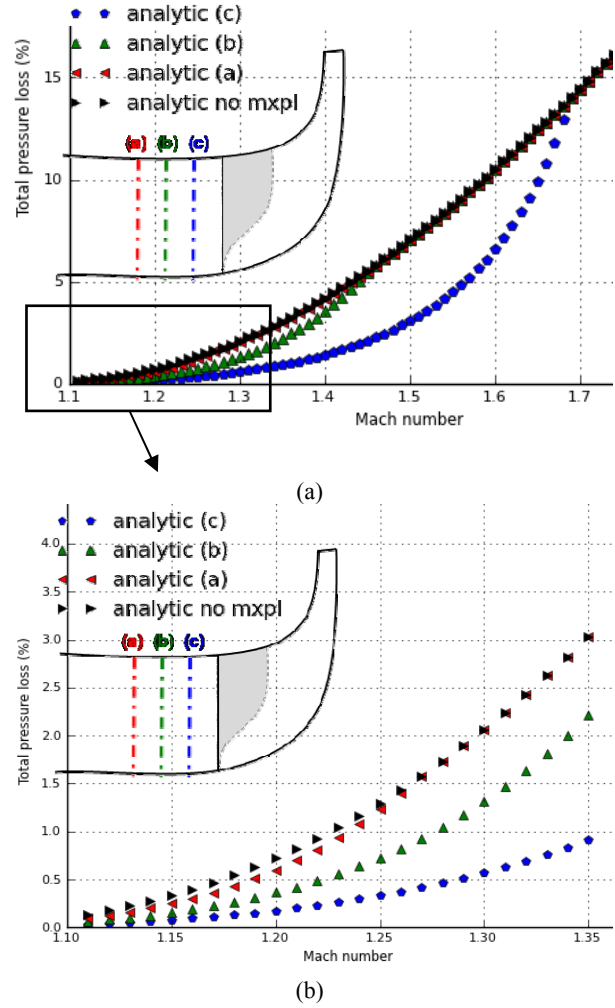 analytic (c)
analytic (b)
analytic (a)
analytic no mxpl
(a) (b) (c)
Total pressure loss (%)
15
10
5
0
1.1 1.2 1.3 1.4 1.5 1.6 1.7
Mach number
(a)
analytic (c)
analytic (b)
analytic (a)
analytic no mxpl
(a) (b) (c)
Total pressure loss (%)
4.0
3.5
3.0
2.5
2.0
1.5
1.0
0.5
0.0
1.10 1.15 1.20 1.25 1.30 1.35
Mach number
(b)